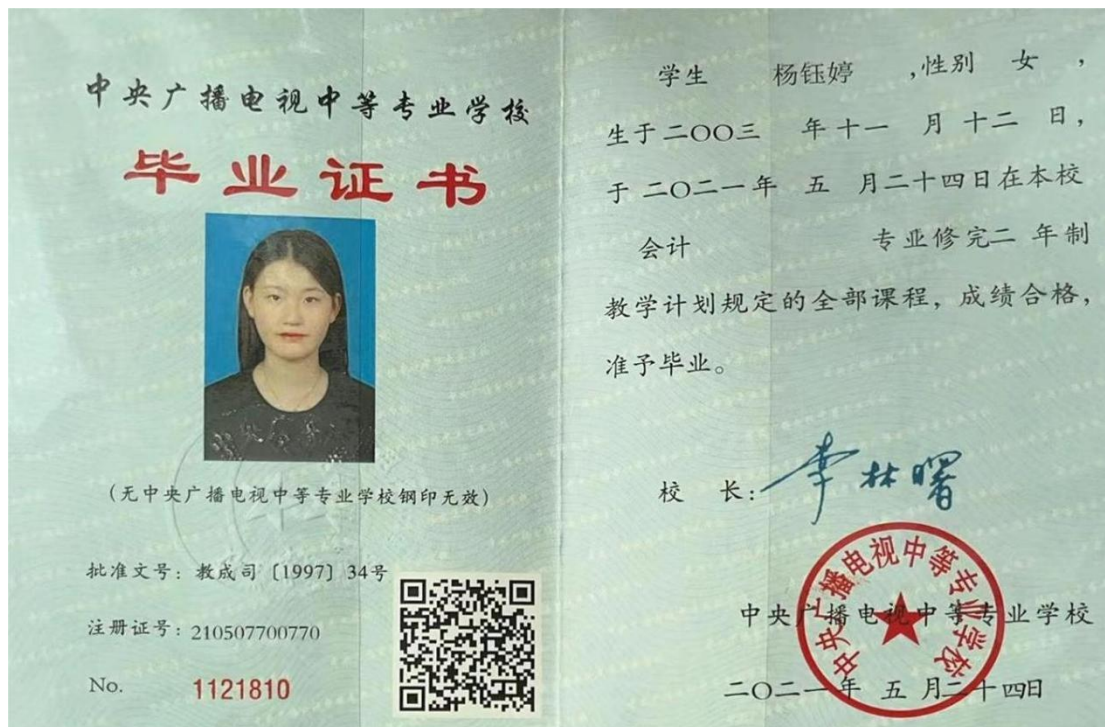 中央广播电视中等专业学校
毕业证书
(无中央广播电视中等专业学校钢印无效)
批准文号：教成司〔1997〕34号
注册证号：210507700770
No. 1121810
学生 杨钰婷 ,性别 女 ,
生于二〇〇三 年十一 月十二 日,
于二〇二一年 五 月二十四日在本校
会计 专业修完二 年制
教学计划规定的全部课程,成绩合格,
准予毕业。
校 长: 李林曙
中央广播电视中等专业学校
中央广播电视中等专业学校
二〇二一年 五 月二十四日